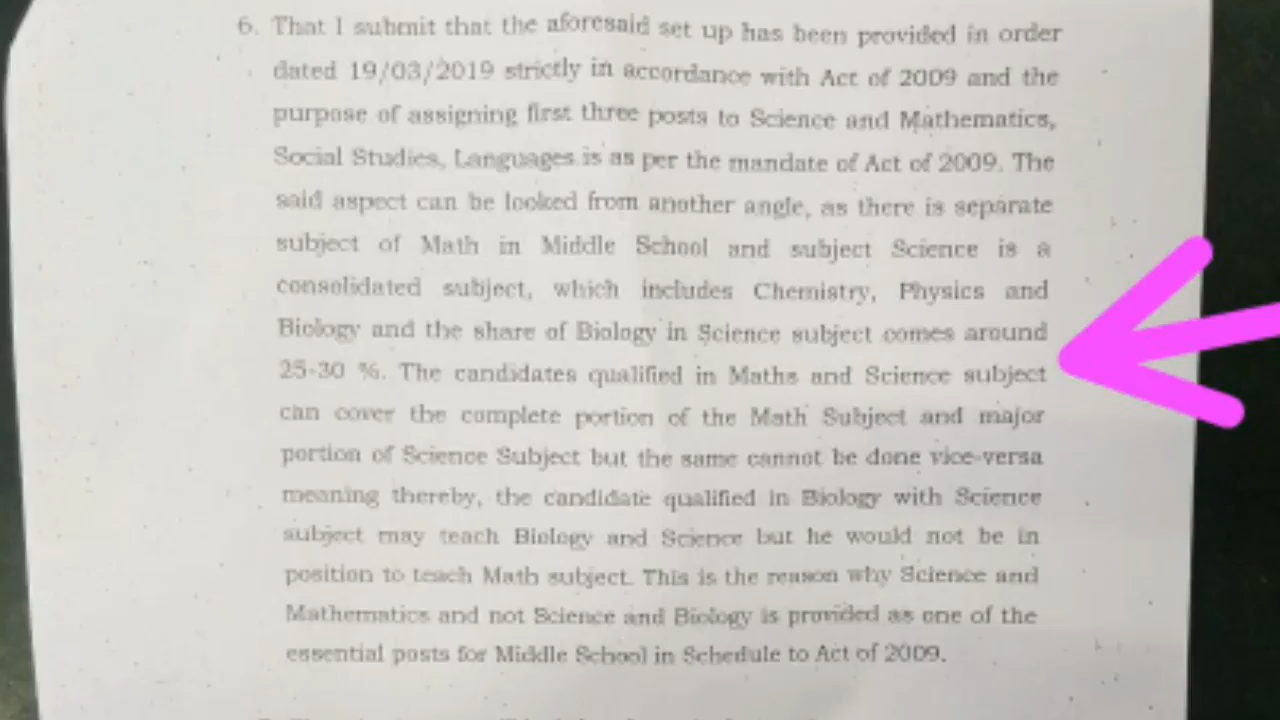 6. That I submit that the aforesaid set up has been provided in order
dated 19/03/2019 strictly in accordance with Act of 2009 and the
purpose of assigning first three posts to Science and Mathematics,
Social Studies, Languages is as per the mandate of Act of 2009. The
said aspect can be looked from another angle, as there is separate
subject of Math in Middle School and subject Science is a
consolidated subject, which includes Chemistry, Physics and
Biology and the share of Biology in Science subject comes around
25-30 %. The candidates qualified in Maths and Science subject
can cover the complete portion of the Math Subject and major
portion of Science Subject but the same cannot be done vice-versa
meaning thereby, the candidate qualified in Biology with Science
subject may teach Biology and Science but he would not be in
position to teach Math subject. This is the reason why Science and
Mathematics and not Science and Biology is provided as one of the
essential posts for Middle School in Schedule to Act of 2009.